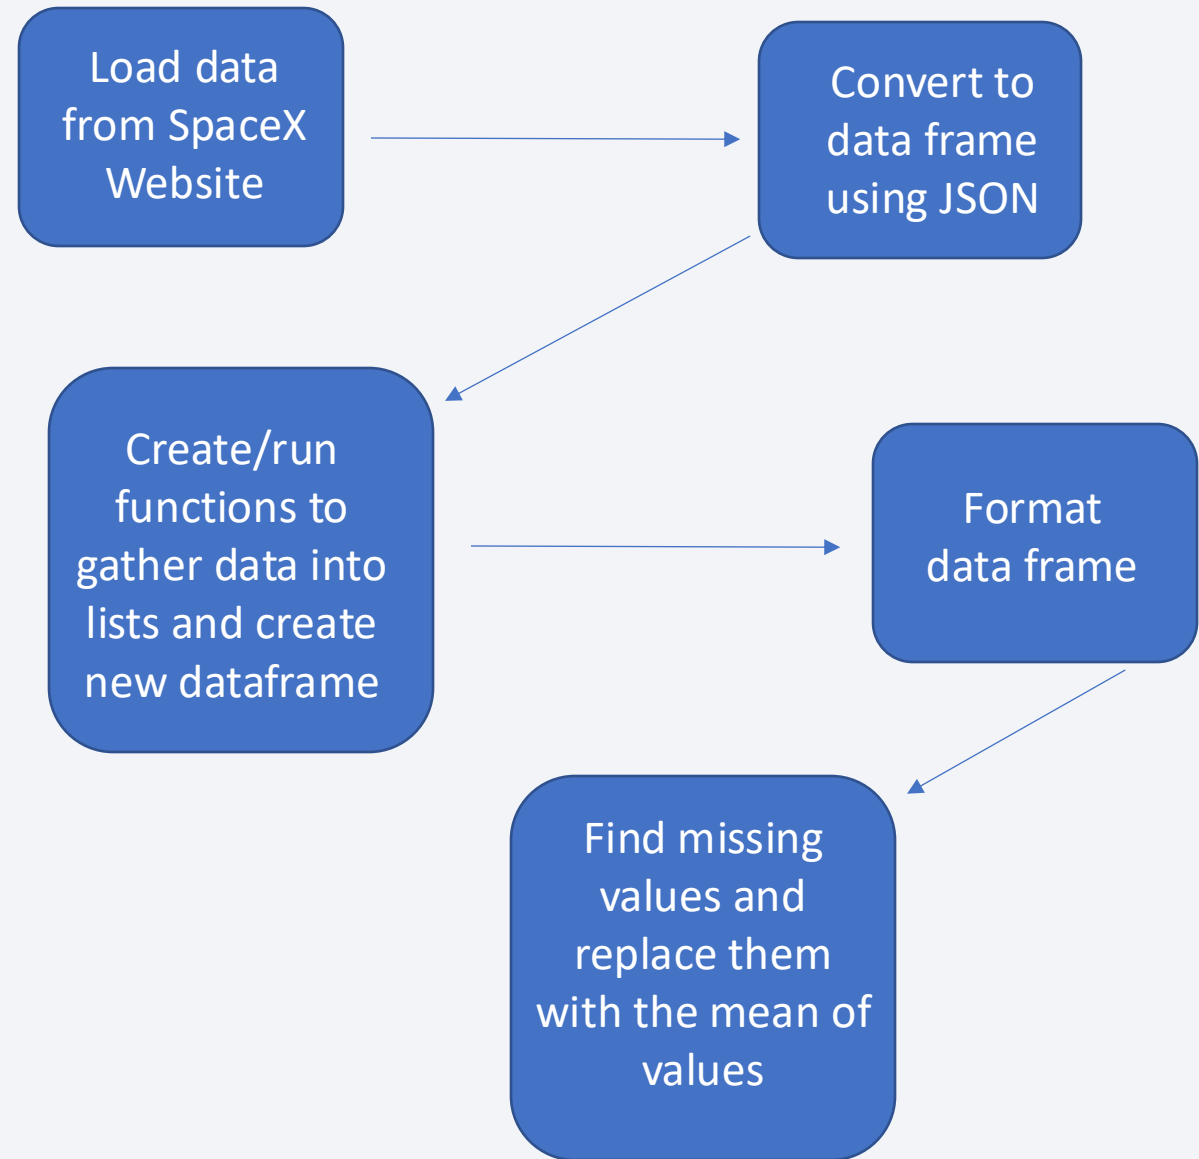 Load data
from SpaceX
Website
Convert to
data frame
using JSON
Create/run
functions to
gather data into
lists and create
new dataframe
Format
data frame
Find missing
values and
replace them
with the mean of
values